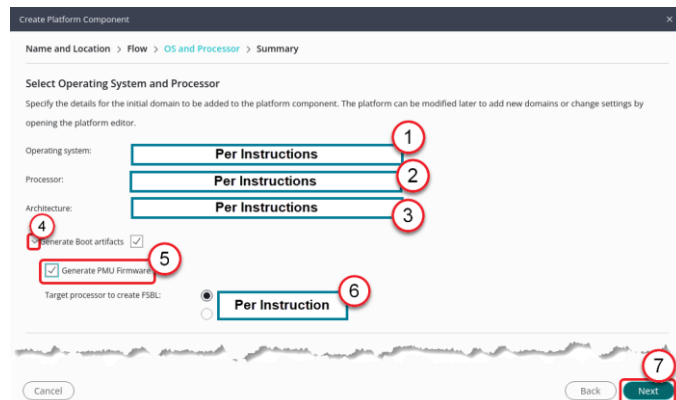 Create Platform Component ×
Name and Location > Flow > OS and Processor > Summary
Select Operating System and Processor
Specify the details for the initial domain to be added to the platform component. The platform can be modified later to add new domains or change settings by
opening the platform editor.
1
Operating system: Per Instructions
2
Processor: Per Instructions
Architecture: Per Instructions
3
4
Generate Boot artifacts
5
Generate PMU Firmware
6
Target processor to create FSBL: Per Instruction
7
Cancel Back Next